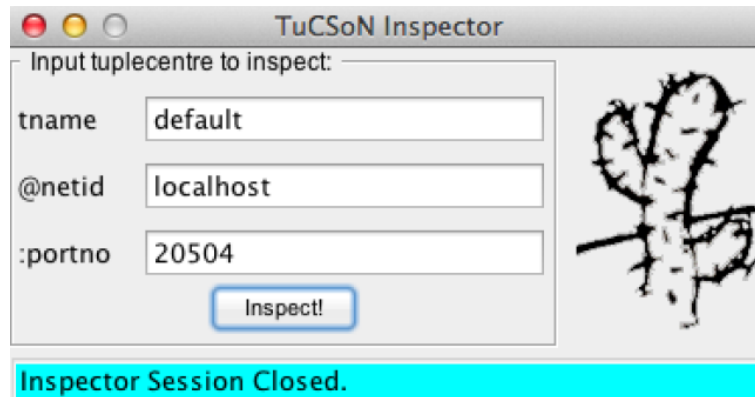 TuCSoN Inspector
Input tuplecentre to inspect:
tname default
@netid localhost
:portno 20504
Inspect!
Inspector Session Closed.